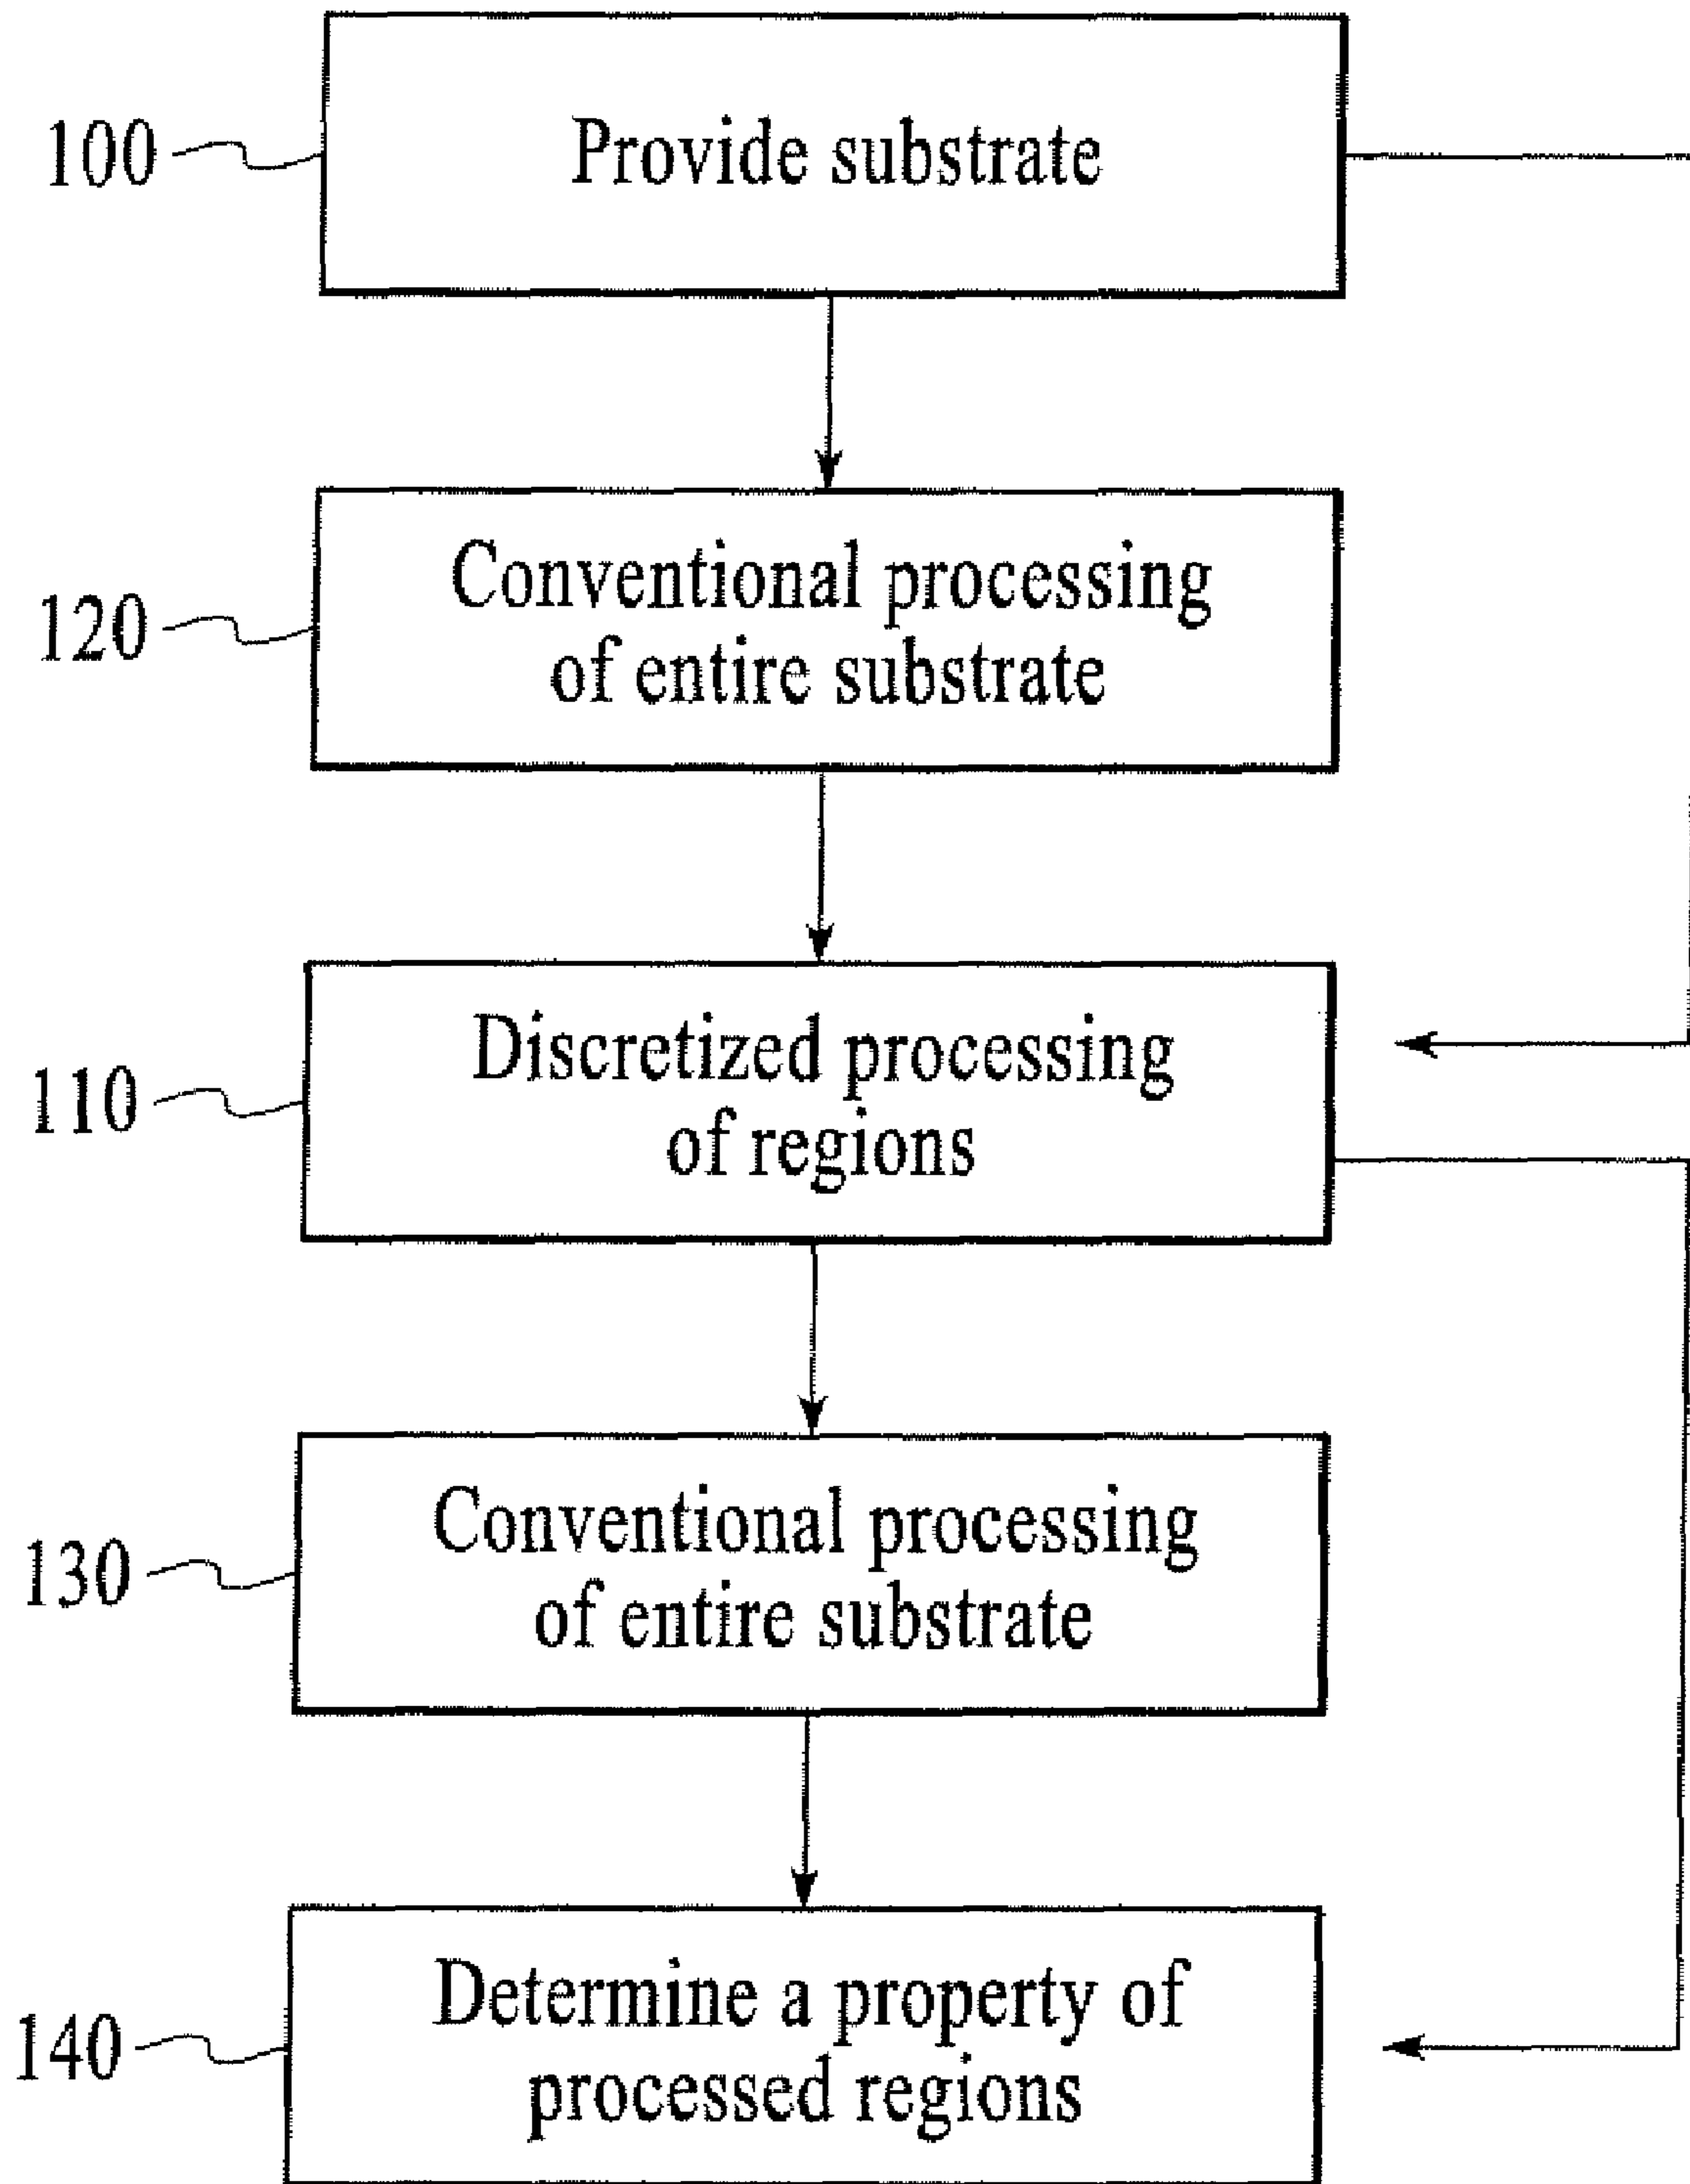 100
Provide substrate
120
Conventional processing
of entire substrate
110
Discretized processing
of regions
130
Conventional processing
of entire substrate
140
Determine a property of
processed regions